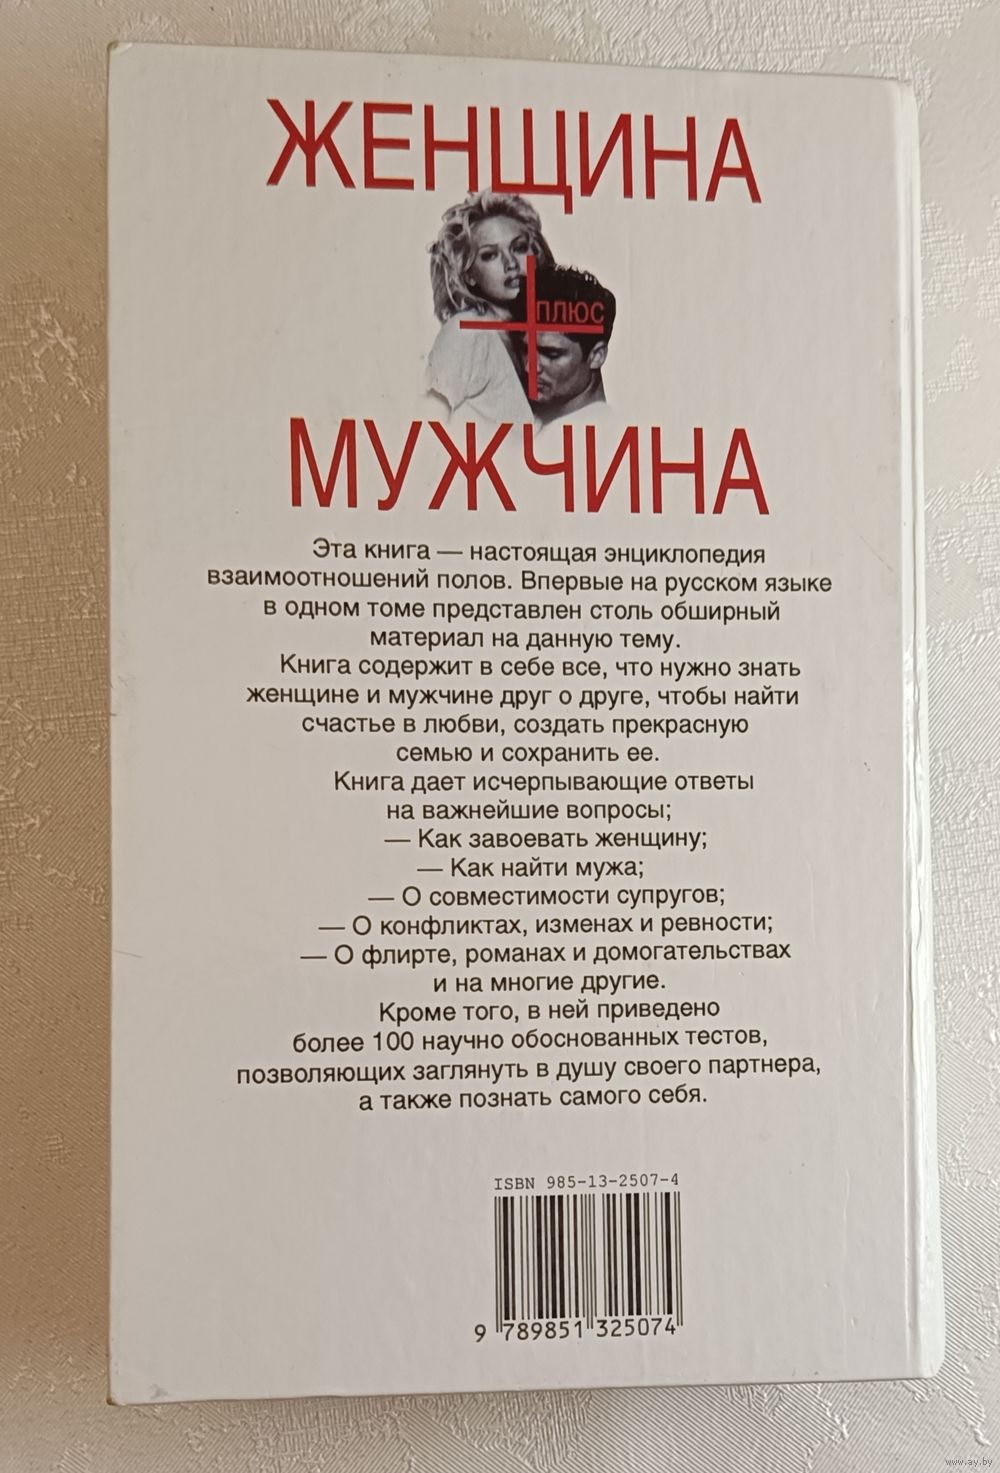 ЖЕНЩИНА
ПЛЮС
МУЖЧИНА
Эта книга — настоящая энциклопедия
взаимоотношений полов. Впервые на русском языке
в одном томе представлен столь обширный
материал на данную тему.
Книга содержит в себе все, что нужно знать
женщине и мужчине друг о друге, чтобы найти
счастье в любви, создать прекрасную
семью и сохранить ее.
Книга дает исчерпывающие ответы
на важнейшие вопросы;
— Как завоевать женщину;
— Как найти мужа;
— О совместимости супругов;
— О конфликтах, изменах и ревности;
— О флирте, романах и домогательствах
и на многие другие.
Кроме того, в ней приведено
более 100 научно обоснованных тестов,
позволяющих заглянуть в душу своего партнера,
а также познать самого себя.
ISBN 985-13-2507-4
9 789851 325074
www.ay.by